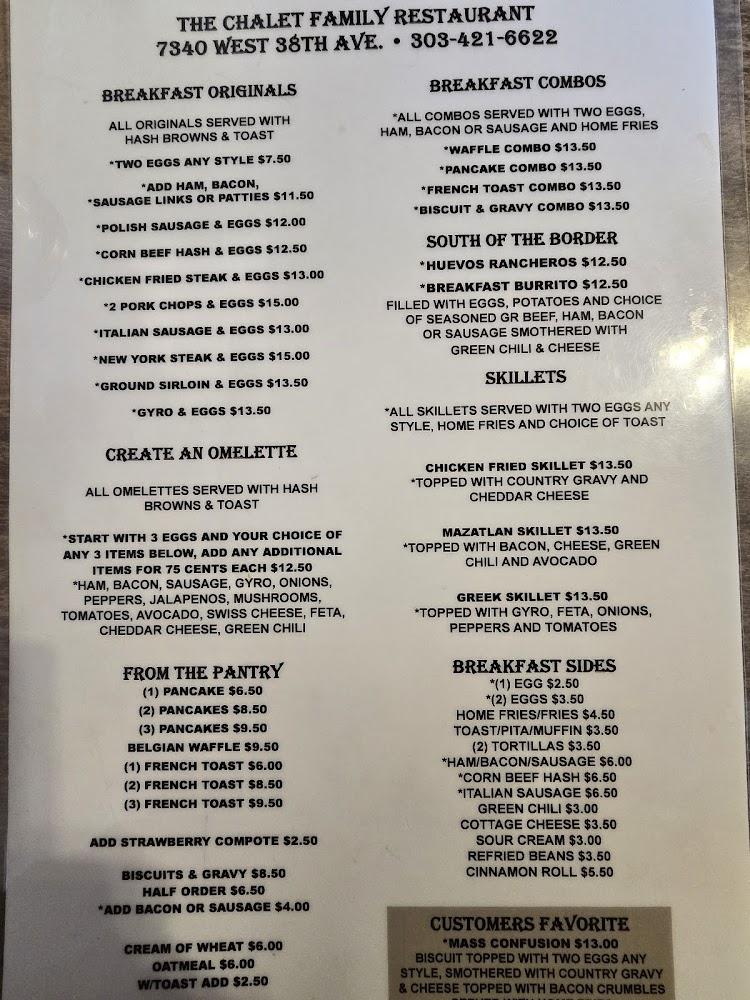 THE CHALET FAMILY RESTAURANT
7340 WEST 38TH AVE. • 303-421-6622
BREAKFAST ORIGINALS
ALL ORIGINALS SERVED WITH
HASH BROWNS & TOAST
*TWO EGGS ANY STYLE $7.50
*ADD HAM, BACON,
*SAUSAGE LINKS OR PATTIES $11.50
*POLISH SAUSAGE & EGGS $12.00
*CORN BEEF HASH & EGGS $12.50
*CHICKEN FRIED STEAK & EGGS $13.00
*2 PORK CHOPS & EGGS $15.00
*ITALIAN SAUSAGE & EGGS $13.00
*NEW YORK STEAK & EGGS $15.00
*GROUND SIRLOIN & EGGS $13.50
*GYRO & EGGS $13.50
CREATE AN OMELETTE
ALL OMELETTES SERVED WITH HASH
BROWNS & TOAST
*START WITH 3 EGGS AND YOUR CHOICE OF
ANY 3 ITEMS BELOW, ADD ANY ADDITIONAL
ITEMS FOR 75 CENTS EACH $12.50
*HAM, BACON, SAUSAGE, GYRO, ONIONS,
PEPPERS, JALAPENOS, MUSHROOMS,
TOMATOES, AVOCADO, SWISS CHEESE, FETA,
CHEDDAR CHEESE, GREEN CHILI
FROM THE PANTRY
(1) PANCAKE $6.50
(2) PANCAKES $8.50
(3) PANCAKES $9.50
BELGIAN WAFFLE $9.50
(1) FRENCH TOAST $6.00
(2) FRENCH TOAST $8.50
(3) FRENCH TOAST $9.50
ADD STRAWBERRY COMPOTE $2.50
BISCUITS & GRAVY $8.50
HALF ORDER $6.50
*ADD BACON OR SAUSAGE $4.00
CREAM OF WHEAT $6.00
OATMEAL $6.00
W/TOAST ADD $2.50
BREAKFAST COMBOS
*ALL COMBOS SERVED WITH TWO EGGS,
HAM, BACON OR SAUSAGE AND HOME FRIES
*WAFFLE COMBO $13.50
*PANCAKE COMBO $13.50
*FRENCH TOAST COMBO $13.50
*BISCUIT & GRAVY COMBO $13.50
SOUTH OF THE BORDER
*HUEVOS RANCHEROS $12.50
*BREAKFAST BURRITO $12.50
FILLED WITH EGGS, POTATOES AND CHOICE
OF SEASONED GR BEEF, HAM, BACON
OR SAUSAGE SMOTHERED WITH
GREEN CHILI & CHEESE
SKILLETS
*ALL SKILLETS SERVED WITH TWO EGGS ANY
STYLE, HOME FRIES AND CHOICE OF TOAST
CHICKEN FRIED SKILLET $13.50
*TOPPED WITH COUNTRY GRAVY AND
CHEDDAR CHEESE
MAZATLAN SKILLET $13.50
*TOPPED WITH BACON, CHEESE, GREEN
CHILI AND AVOCADO
GREEK SKILLET $13.50
*TOPPED WITH GYRO, FETA, ONIONS,
PEPPERS AND TOMATOES
BREAKFAST SIDES
*(1) EGG $2.50
*(2) EGGS $3.50
HOME FRIES/FRIES $4.50
TOAST/PITA/MUFFIN $3.50
(2) TORTILLAS $3.50
*HAM/BACON/SAUSAGE $6.00
*CORN BEEF HASH $6.50
*ITALIAN SAUSAGE $6.50
GREEN CHILI $3.00
COTTAGE CHEESE $3.50
SOUR CREAM $3.00
REFRIED BEANS $3.50
CINNAMON ROLL $5.50
CUSTOMERS FAVORITE
*MASS CONFUSION $13.00
BISCUIT TOPPED WITH TWO EGGS ANY
STYLE, SMOTHERED WITH COUNTRY GRAVY
& CHEESE TOPPED WITH BACON CRUMBLES